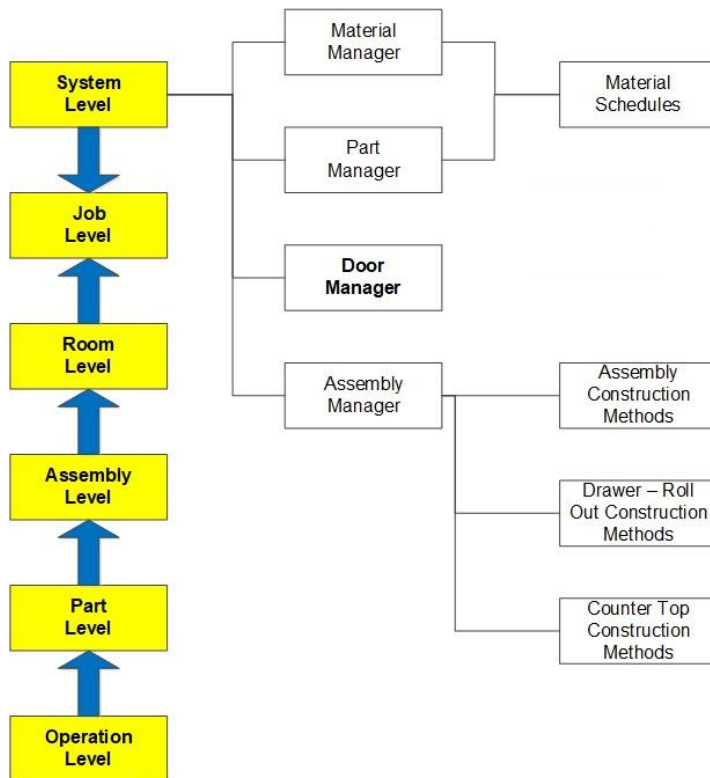 System
Level
Job
Level
Room
Level
Assembly
Level
Part
Level
Operation
Level
Material
Manager
Part
Manager
Door
Manager
Assembly
Manager
Material
Schedules
Assembly
Construction
Methods
Drawer – Roll
Out Construction
Methods
Counter Top
Construction
Methods